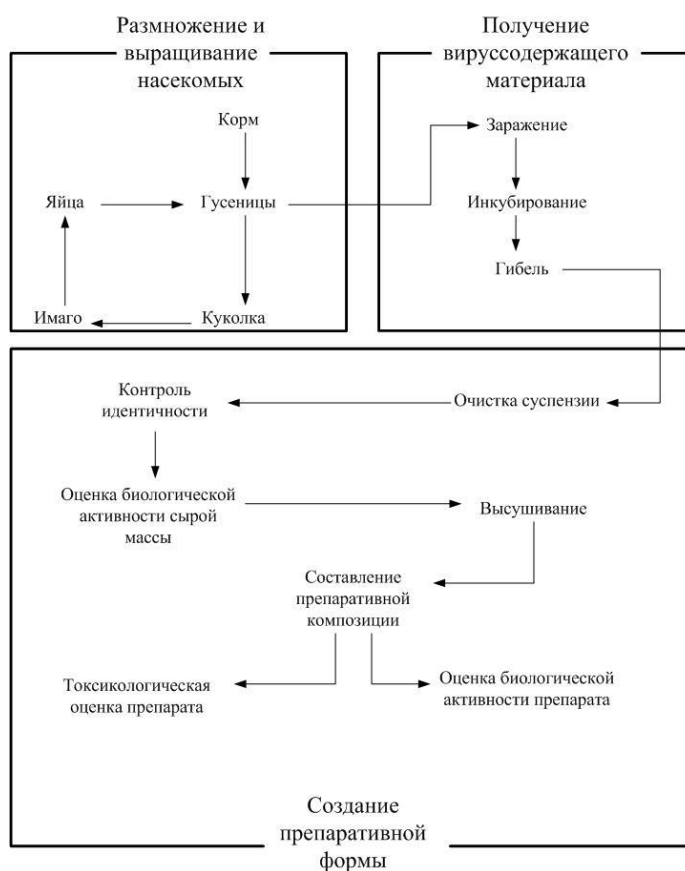 Размножение и
выращивание
насекомых
Получение
вируссодержащего
материала
Корм
Заражение
Яйца
Гусеницы
Инкубирование
Гибель
Имаго
Куколка
Контроль
идентичности
Очистка суспензии
Оценка биологической
активности сырой
массы
Высушивание
Составление
препаративной
композиции
Токсикологическая
оценка препарата
Оценка биологической
активности препарата
Создание
препаративной
формы